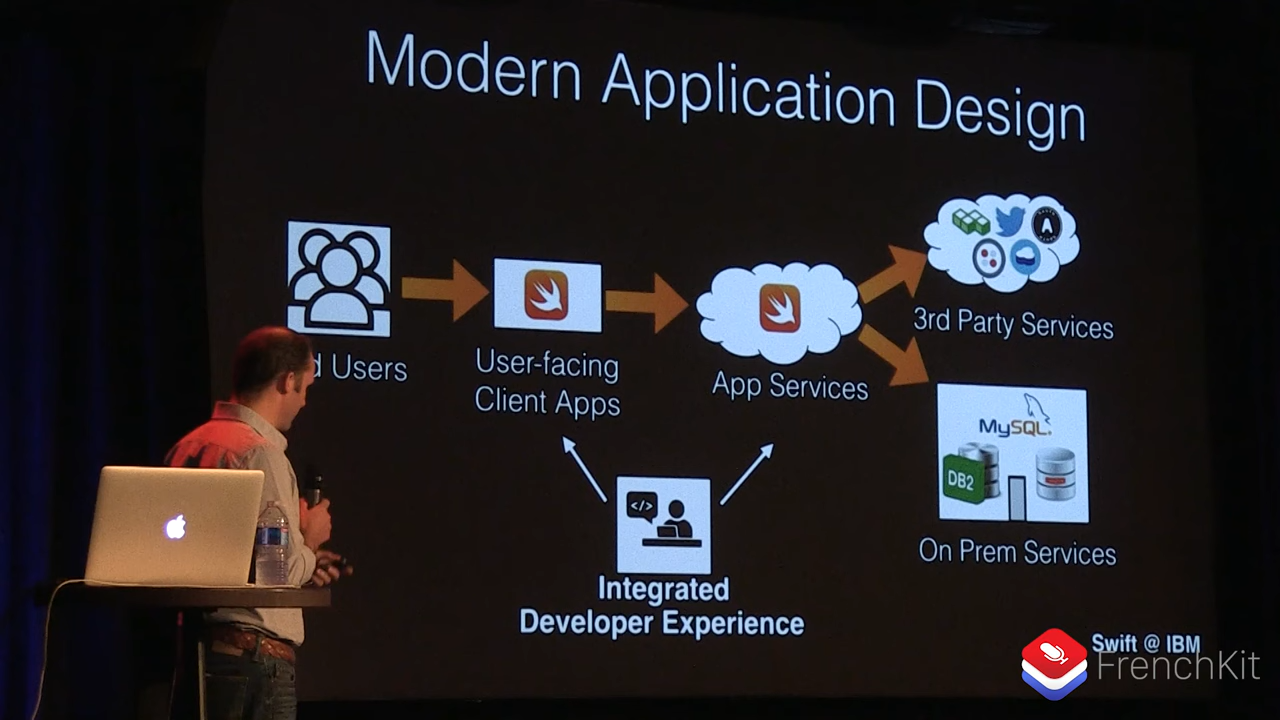 Modern Application Design
d Users
User-facing
Client Apps
App Services
3rd Party Services
</>
MySQL
DB2
On Prem Services
Integrated
Developer Experience
Swift @ IBM
FrenchKit